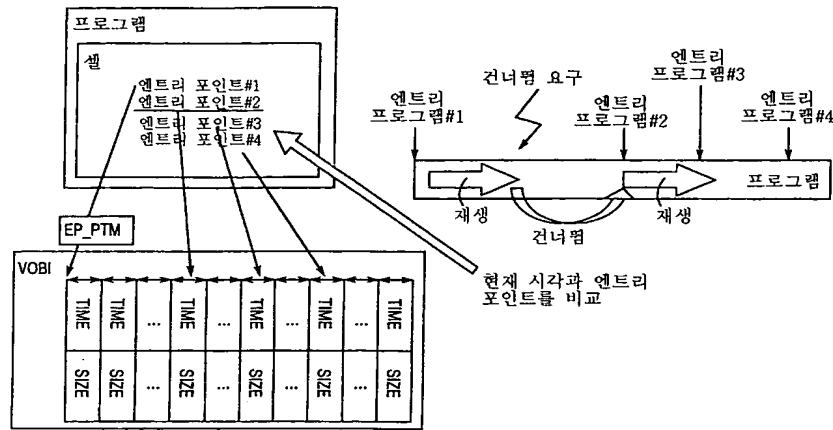 프로그램
셀
엔트리 포인트#1
엔트리 포인트#2
엔트리 포인트#3
엔트리 포인트#4
EP_PTM
VOBI
TIME TIME ... TIME ... TIME ... TIME ... TIME
SIZE SIZE ... SIZE ... SIZE ... SIZE ... SIZE
건너뜀 요구
엔트리
프로그램#1
엔트리
프로그램#2
엔트리
프로그램#3
엔트리
프로그램#4
프로그램
재생
건너뜀
재생
현재 시각과 엔트리
포인트를 비교